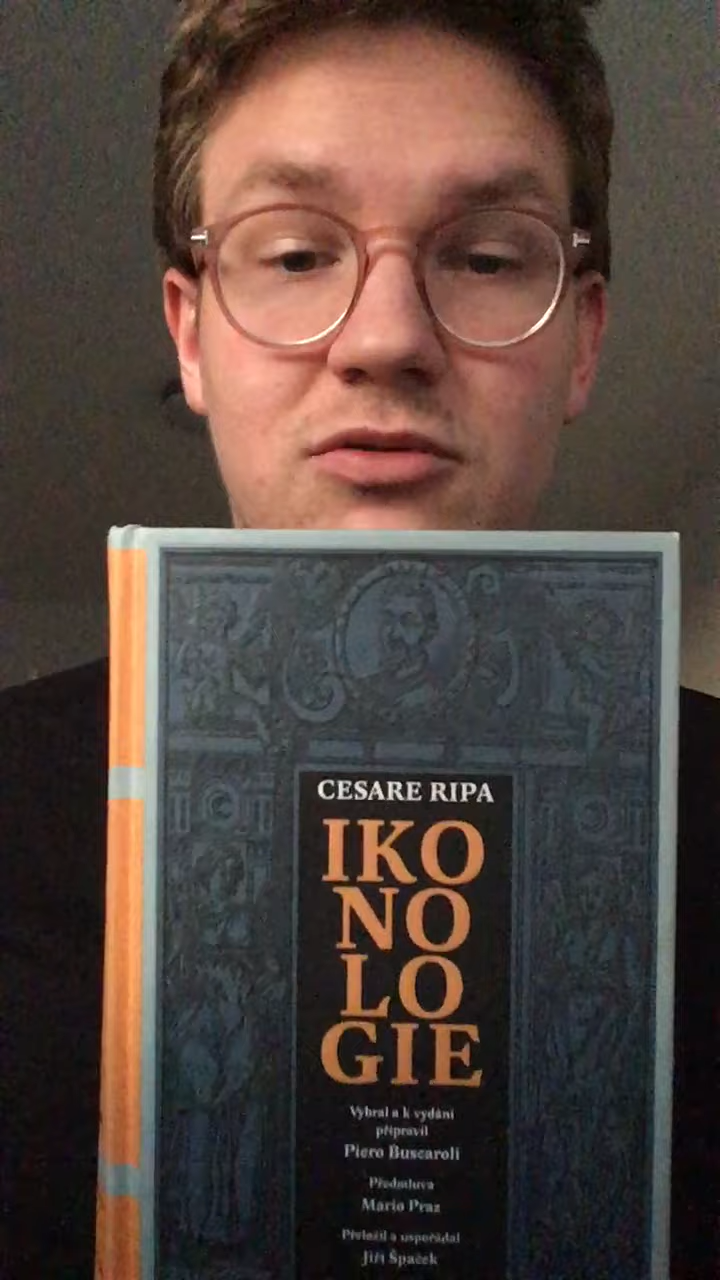 CESARE RIPA
IKO
NO
LO
GIE
Vybral a k vydání
připravil
Piero Buscaroli
Předmluva
Mario Praz
Přeložil a uspořádal
Jiří Špaček